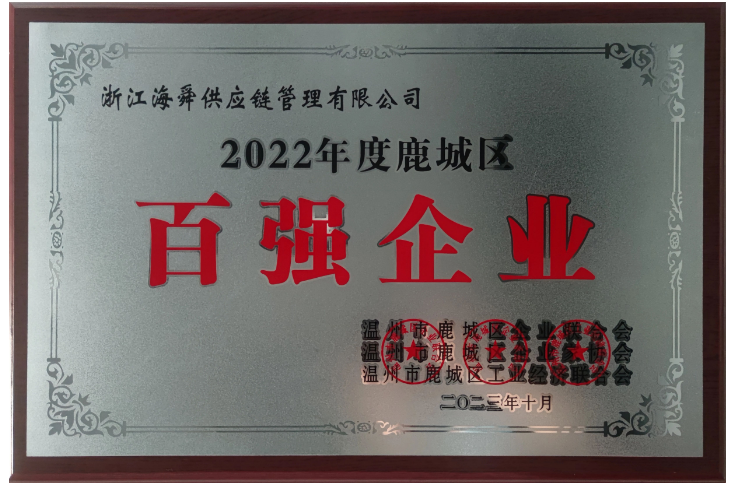 浙江海舜供应链管理有限公司
2022年度鹿城区
百强企业
温州市鹿城区企业联合会
温州市鹿城区企业家协会
温州市鹿城区工业经济联合会
二〇二三年十月